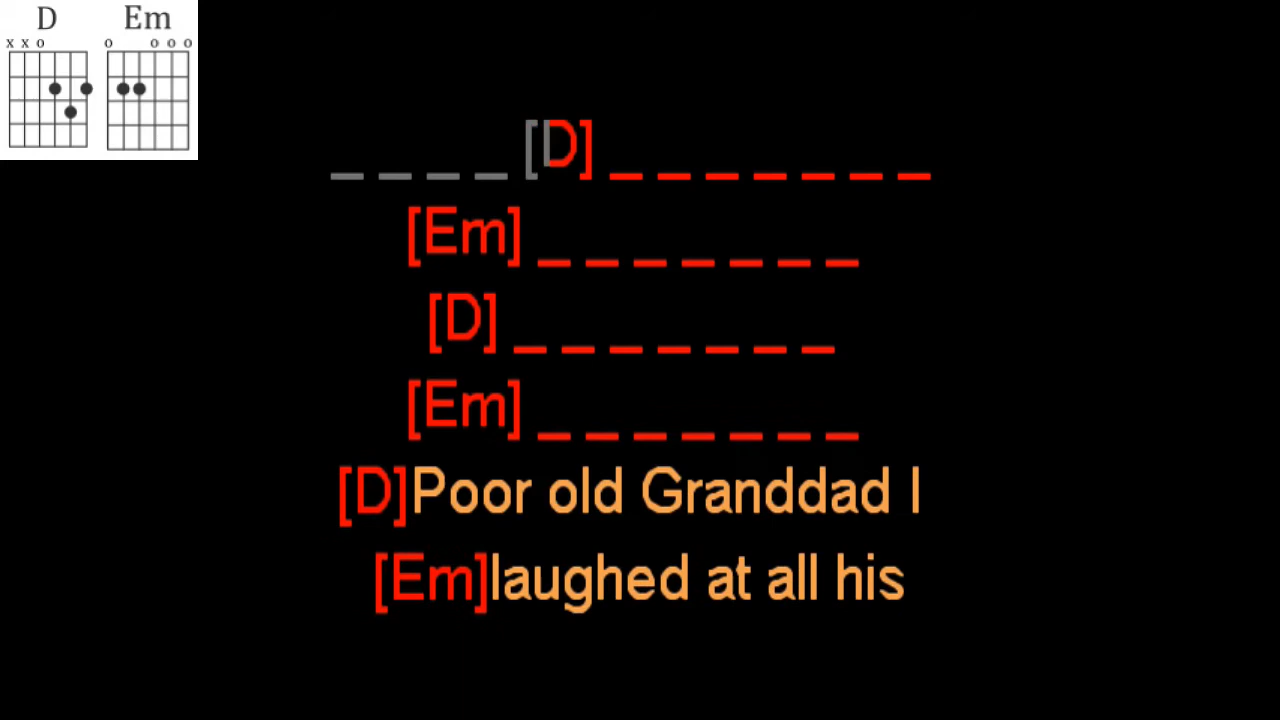 D Em
x x o o o o o
_ _ _ _ [D] _ _ _ _ _ _ _
[Em] _ _ _ _ _ _ _
[D] _ _ _ _ _ _ _
[Em] _ _ _ _ _ _ _
[D]Poor old Granddad I
[Em]laughed at all his